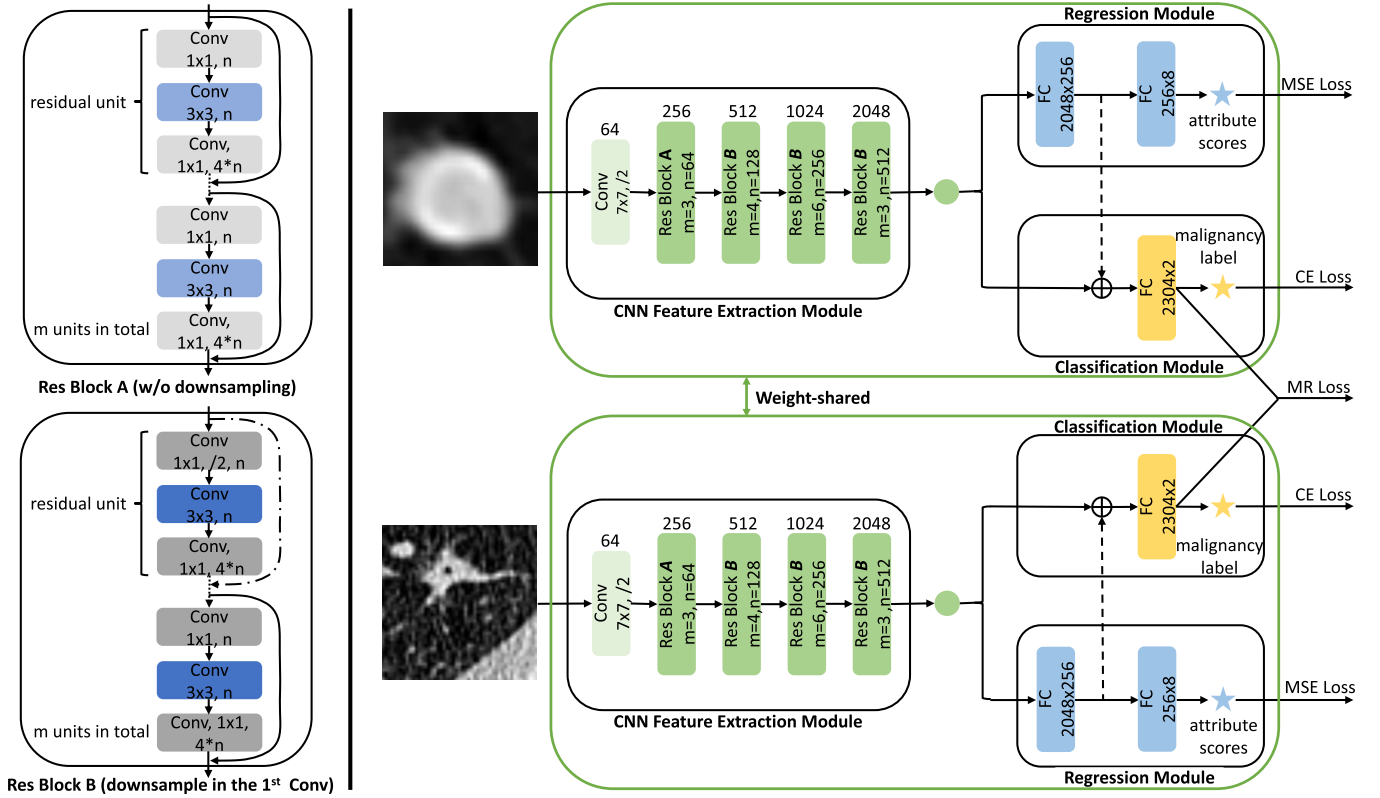 Conv
1x1, n
residual unit
Conv
3x3, n
Conv,
1x1, 4*n
Conv
1x1, n
Conv
3x3, n
m units in total
Conv,
1x1, 4*n
Res Block A (w/o downsampling)
Conv
1x1, /2, n
residual unit
Conv
3x3, n
Conv,
1x1, 4*n
Conv
1x1, n
Conv
3x3, n
m units in total
Conv, 1x1,
4*n
Res Block B (downsample in the 1st Conv)
64
Conv
7x7, /2
256
Res Block A
m=3, n=64
512
Res Block B
m=4,n=128
1024
Res Block B
m=6,n=256
2048
Res Block B
m=3,n=512
CNN Feature Extraction Module
Regression Module
FC
2048x256
FC
256x8
attribute
scores
MSE Loss
malignancy
label
FC
2304x2
CE Loss
Classification Module
MR Loss
Weight-shared
Classification Module
FC
2304x2
CE Loss
malignancy
label
64
Conv
7x7, /2
256
Res Block A
m=3, n=64
512
Res Block B
m=4,n=128
1024
Res Block B
m=6,n=256
2048
Res Block B
m=3,n=512
CNN Feature Extraction Module
FC
2048x256
FC
256x8
attribute
scores
MSE Loss
Regression Module